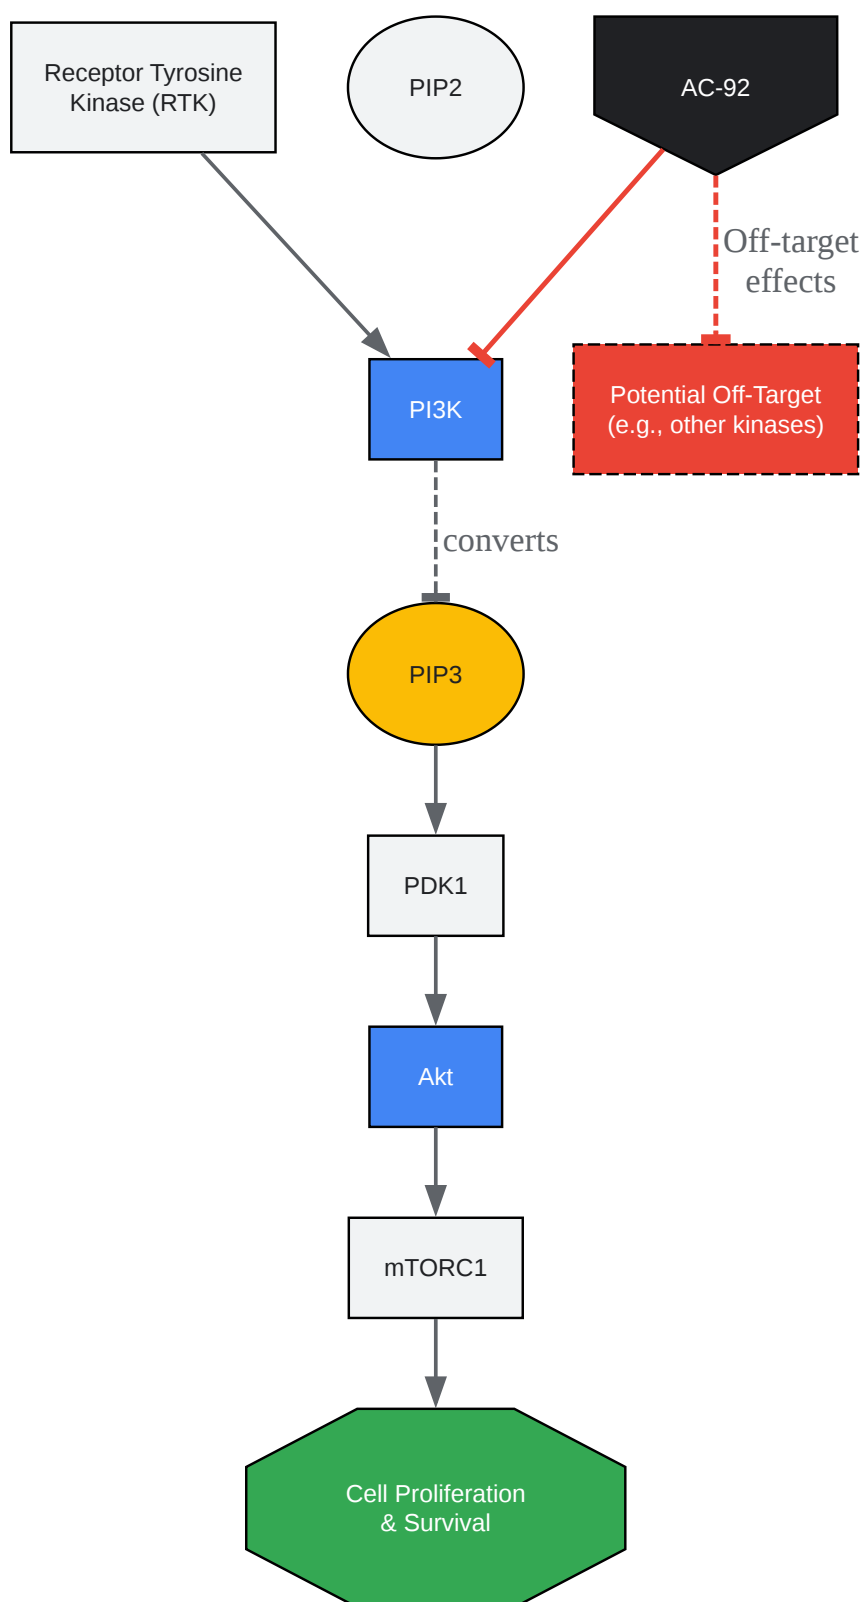 Receptor Tyrosine
Kinase (RTK)
PIP2
AC-92
Off-target
effects
PI3K
Potential Off-Target
(e.g., other kinases)
converts
PIP3
PDK1
Akt
mTORC1
Cell Proliferation
& Survival